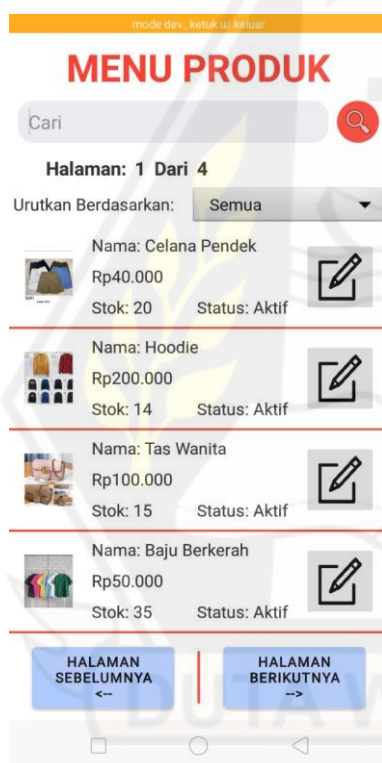 mode dev., ketuk u/ keluar
MENU PRODUK
Cari
Halaman: 1 Dari 4
Urutkan Berdasarkan: Semua
Nama: Celana Pendek
Rp40.000
Stok: 20 Status: Aktif
Nama: Hoodie
Rp200.000
Stok: 14 Status: Aktif
Nama: Tas Wanita
Rp100.000
Stok: 15 Status: Aktif
Nama: Baju Berkerah
Rp50.000
Stok: 35 Status: Aktif
HALAMAN
SEBELUMNYA
<--
HALAMAN
BERIKUTNYA
-->
DUTA W